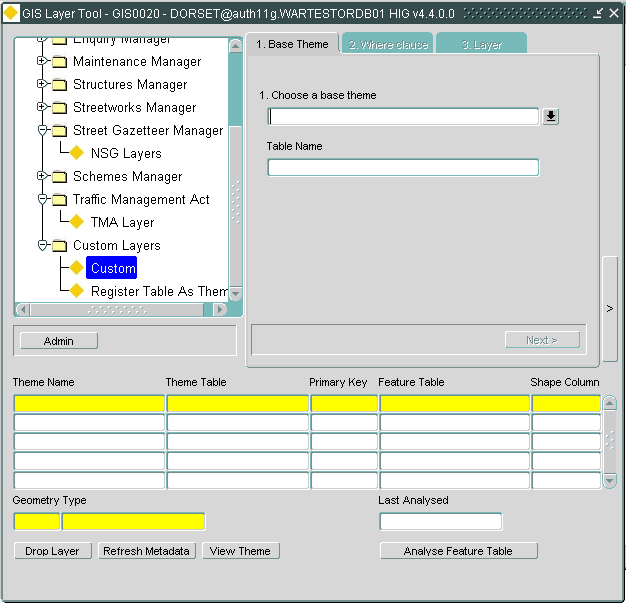 GIS Layer Tool - GIS0020 - DORSET@auth11g.WARTESTORDB01 HIG v4.4.0.0
Enquiry Manager
Maintenance Manager
Structures Manager
Streetworks Manager
Street Gazetteer Manager
NSG Layers
Schemes Manager
Traffic Management Act
TMA Layer
Custom Layers
Custom
Register Table As Them
Admin
1. Base Theme
2. Where clause
3. Layer
1. Choose a base theme
Table Name
Next >
>
Theme Name Theme Table Primary Key Feature Table Shape Column
Geometry Type Last Analysed
Drop Layer Refresh Metadata View Theme Analyse Feature Table